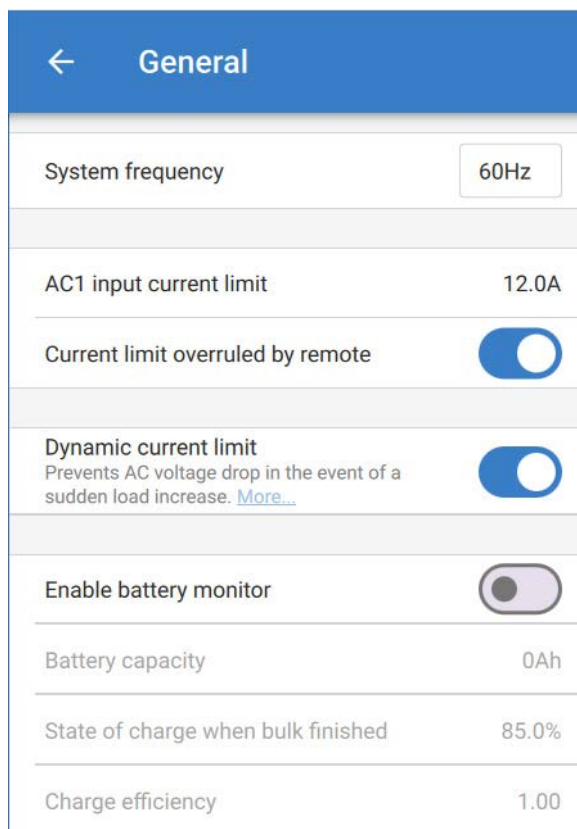 General
System frequency 60Hz
AC1 input current limit 12.0A
Current limit overruled by remote
Dynamic current limit
Prevents AC voltage drop in the event of a
sudden load increase. More...
Enable battery monitor
Battery capacity 0Ah
State of charge when bulk finished 85.0%
Charge efficiency 1.00